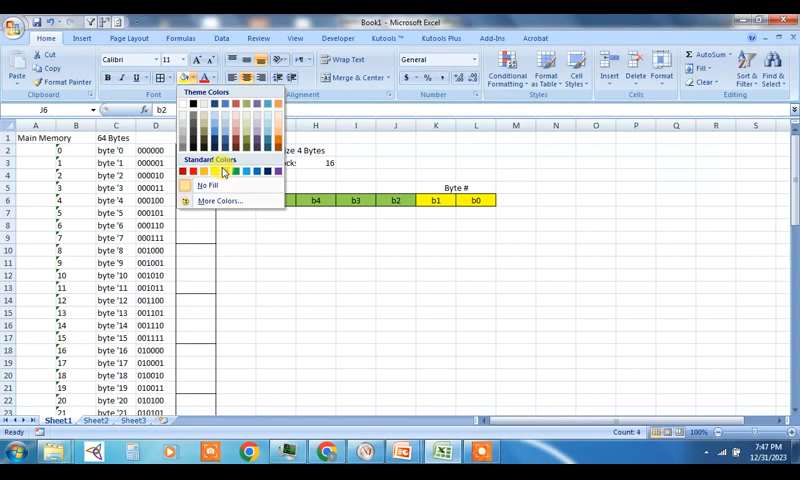 Book1 - Microsoft Excel
Home Insert Page Layout Formulas Data Review View Developer Kutools ™ Kutools Plus Add-Ins Acrobat
Cut
Copy
Format Painter
Paste
Clipboard
Calibri 11
B I U
Font
Wrap Text
Merge & Center
Alignment
General
$ % ,
Number
Conditional Formatting
Format as Table
Cell Styles
Styles
Insert Delete Format
Cells
AutoSum
Fill
Clear
Sort & Filter
Find & Select
Editing
Theme Colors
Standard Colors
No Fill
More Colors...
J6 b2
A B C D H I J K L M N O P Q R S
1 Main Memory 64 Bytes
2 0 byte '0 000000 ize 4 Bytes
3 1 byte '1 000001 16
4 2 byte '2 000010
5 3 byte '3 000011 Byte #
6 4 byte '4 000100 b4 b3 b2 b1 b0
7 5 byte '5 000101
8 6 byte '6 000110
9 7 byte '7 000111
10 8 byte '8 001000
11 9 byte '9 001001
12 10 byte '10 001010
13 11 byte '11 001011
14 12 byte '12 001100
15 13 byte '13 001101
16 14 byte '14 001110
17 15 byte '15 001111
18 16 byte '16 010000
19 17 byte '17 010001
20 18 byte '18 010010
21 19 byte '19 010011
22 20 byte '20 010100
23 21 byte '21 010101
Sheet1 Sheet2 Sheet3
Ready
Count: 4
100%
7:47 PM
12/31/2023